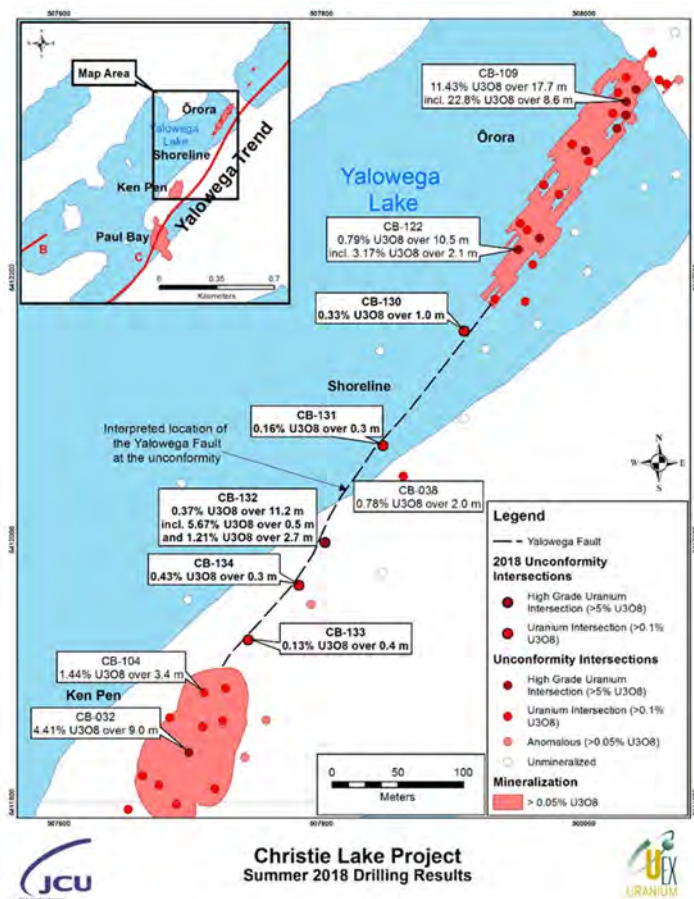 507600
507800
508000
Map Area
Ōrora
Yalowega
Lake
Shoreline
Ken Pen
Yalowega Trend
Paul Bay
B
C
0
0.35
0.7
Kilometers
CB-109
11.43% U3O8 over 17.7 m
incl. 22.8% U3O8 over 8.6 m
Ōrora
Yalowega
Lake
CB-122
0.79% U3O8 over 10.5 m
incl. 3.17% U3O8 over 2.1 m
6412200
CB-130
0.33% U3O8 over 1.0 m
Shoreline
CB-131
0.16% U3O8 over 0.3 m
Interpreted location of
the Yalowega Fault
at the unconformity
N
W
E
S
CB-038
0.78% U3O8 over 2.0 m
CB-132
0.37% U3O8 over 11.2 m
incl. 5.67% U3O8 over 0.5 m
and 1.21% U3O8 over 2.7 m
6412000
CB-134
0.43% U3O8 over 0.3 m
CB-133
0.13% U3O8 over 0.4 m
CB-104
1.44% U3O8 over 3.4 m
Ken Pen
CB-032
4.41% U3O8 over 9.0 m
6411800
Legend
Yalowega Fault
2018 Unconformity
Intersections
High Grade Uranium
Intersection (>5% U3O8)
Uranium Intersection (>0.1%
U3O8)
Unconformity Intersections
High Grade Uranium
Intersection (>5% U3O8)
Uranium Intersection (>0.1%
U3O8)
Anomalous (>0.05% U3O8)
Unmineralized
Mineralization
> 0.05% U3O8
0
50
100
Meters
507600
507800
508000
JCU
Christie Lake Project
Summer 2018 Drilling Results
UEX
URANIUM